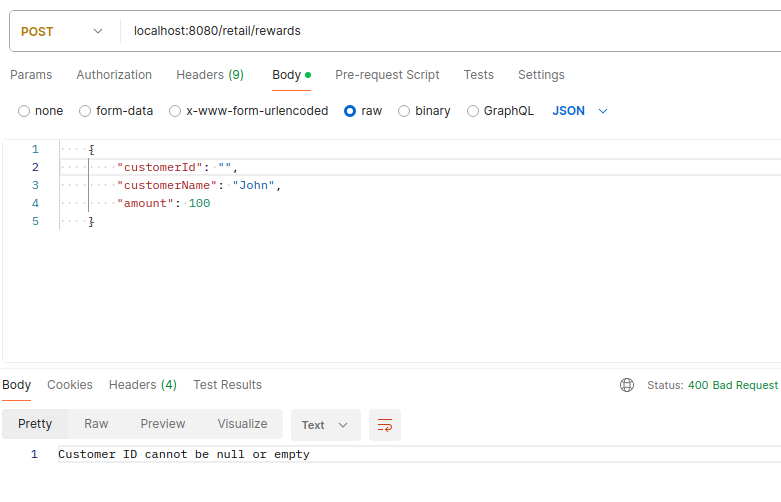 POST localhost:8080/retail/rewards
Params Authorization Headers (9) Body Pre-request Script Tests Settings
none form-data x-www-form-urlencoded raw binary GraphQL JSON
1 {
2 "customerId": "",
3 "customerName": "John",
4 "amount": 100
5 }
Body Cookies Headers (4) Test Results Status: 400 Bad Request
Pretty Raw Preview Visualize Text
1 Customer ID cannot be null or empty